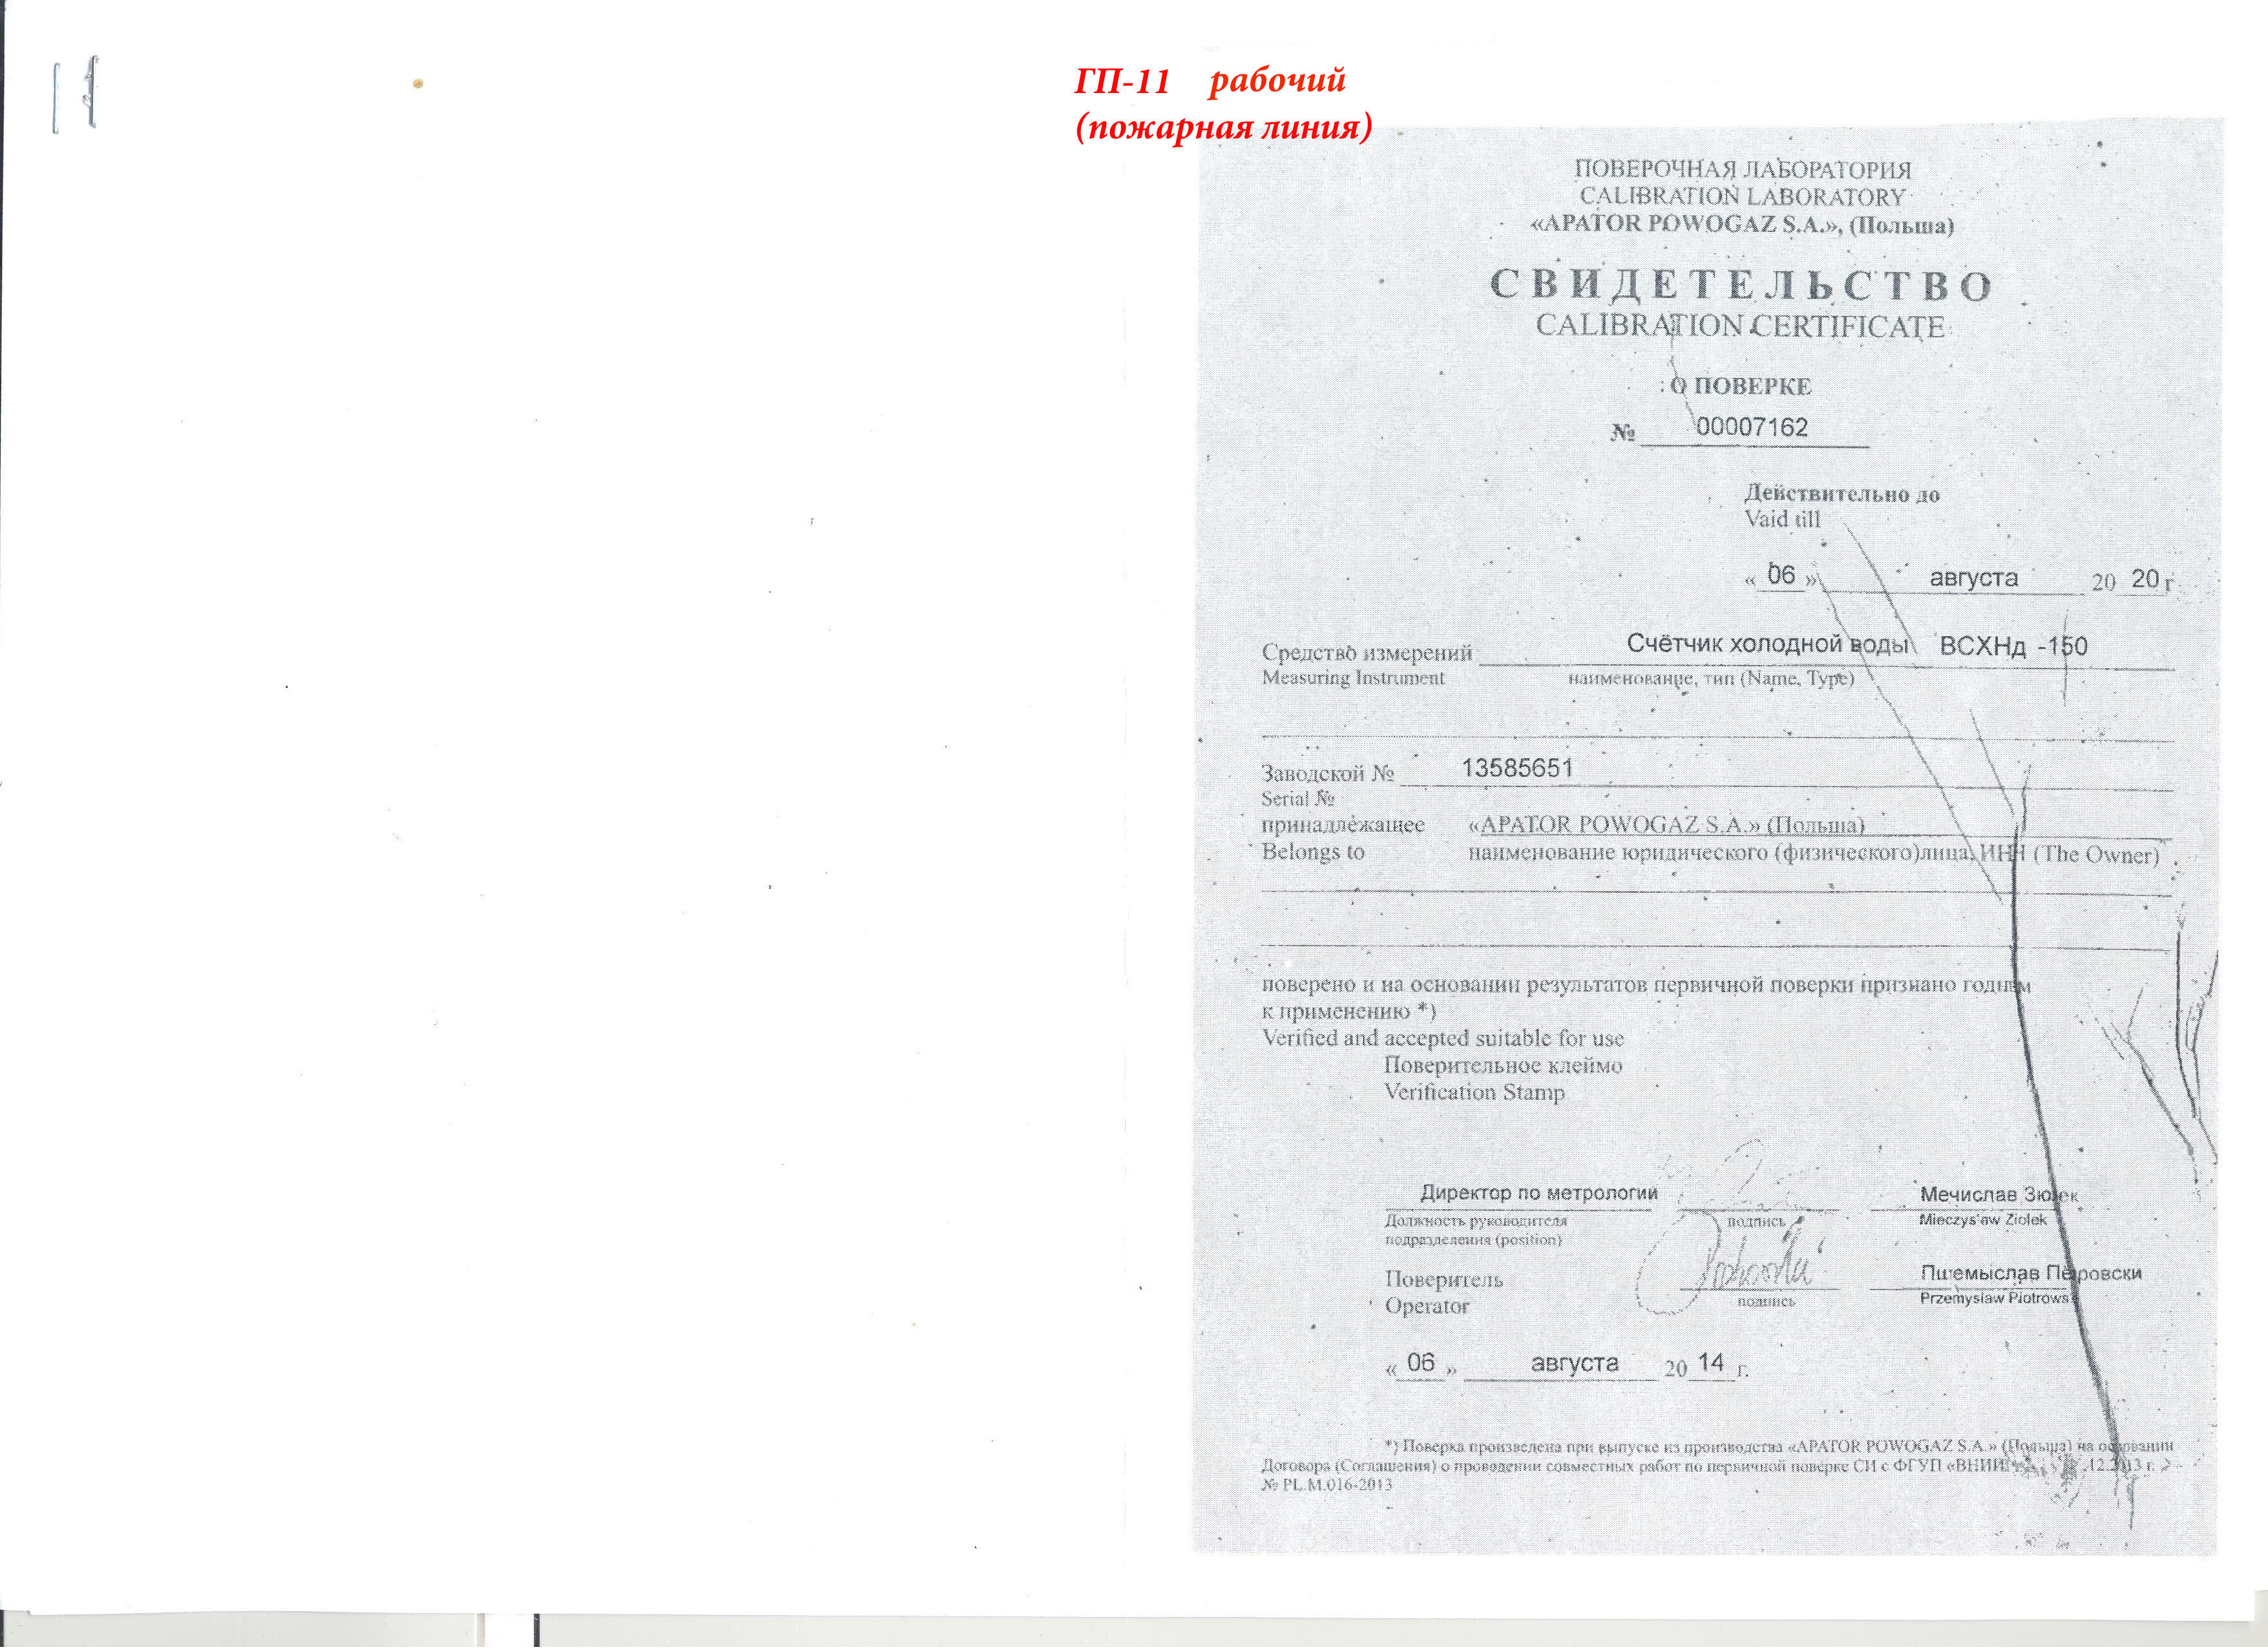 ГП-11 рабочий
(пожарная линия)
ПОВЕРОЧНАЯ ЛАБОРАТОРИЯ
CALIBRATION LABORATORY
«APATOR POWOGAZ S.A.», (Польша)
СВИДЕТЕЛЬСТВО
CALIBRATION CERTIFICATE
О ПОВЕРКЕ
№ 00007162
Действительно до
Vaid till
« 06 » августа 20 20 г
Средство измерений Счётчик холодной воды ВСХНд -150
Measuring Instrument наименование, тип (Name, Type)
Заводской № 13585651
Serial №
принадлежащее «APATOR POWOGAZ S.A.» (Польша)
Belongs to наименование юридического (физического)лица, ИНН (The Owner)
поверено и на основании результатов первичной поверки признано годным
к применению *)
Verified and accepted suitable for use
Поверительное клеймо
Verification Stamp
Директор по метрологии Мечислав Зюлек
Должность руководителя подпись Mieczysław Ziolek
подразделения (position)
Поверитель Пшемыслав Петровски
Operator подпись Przemysław Piotrows
« 06 » августа 20 14 г.
*) Поверка произведена при выпуске из производства «APATOR POWOGAZ S.A.» (Польша) на основании
Договора (Соглашения) о проведении совместных работ по первичной поверке СИ с ФГУП 12.2013 г.
№ PL.M.016-2013